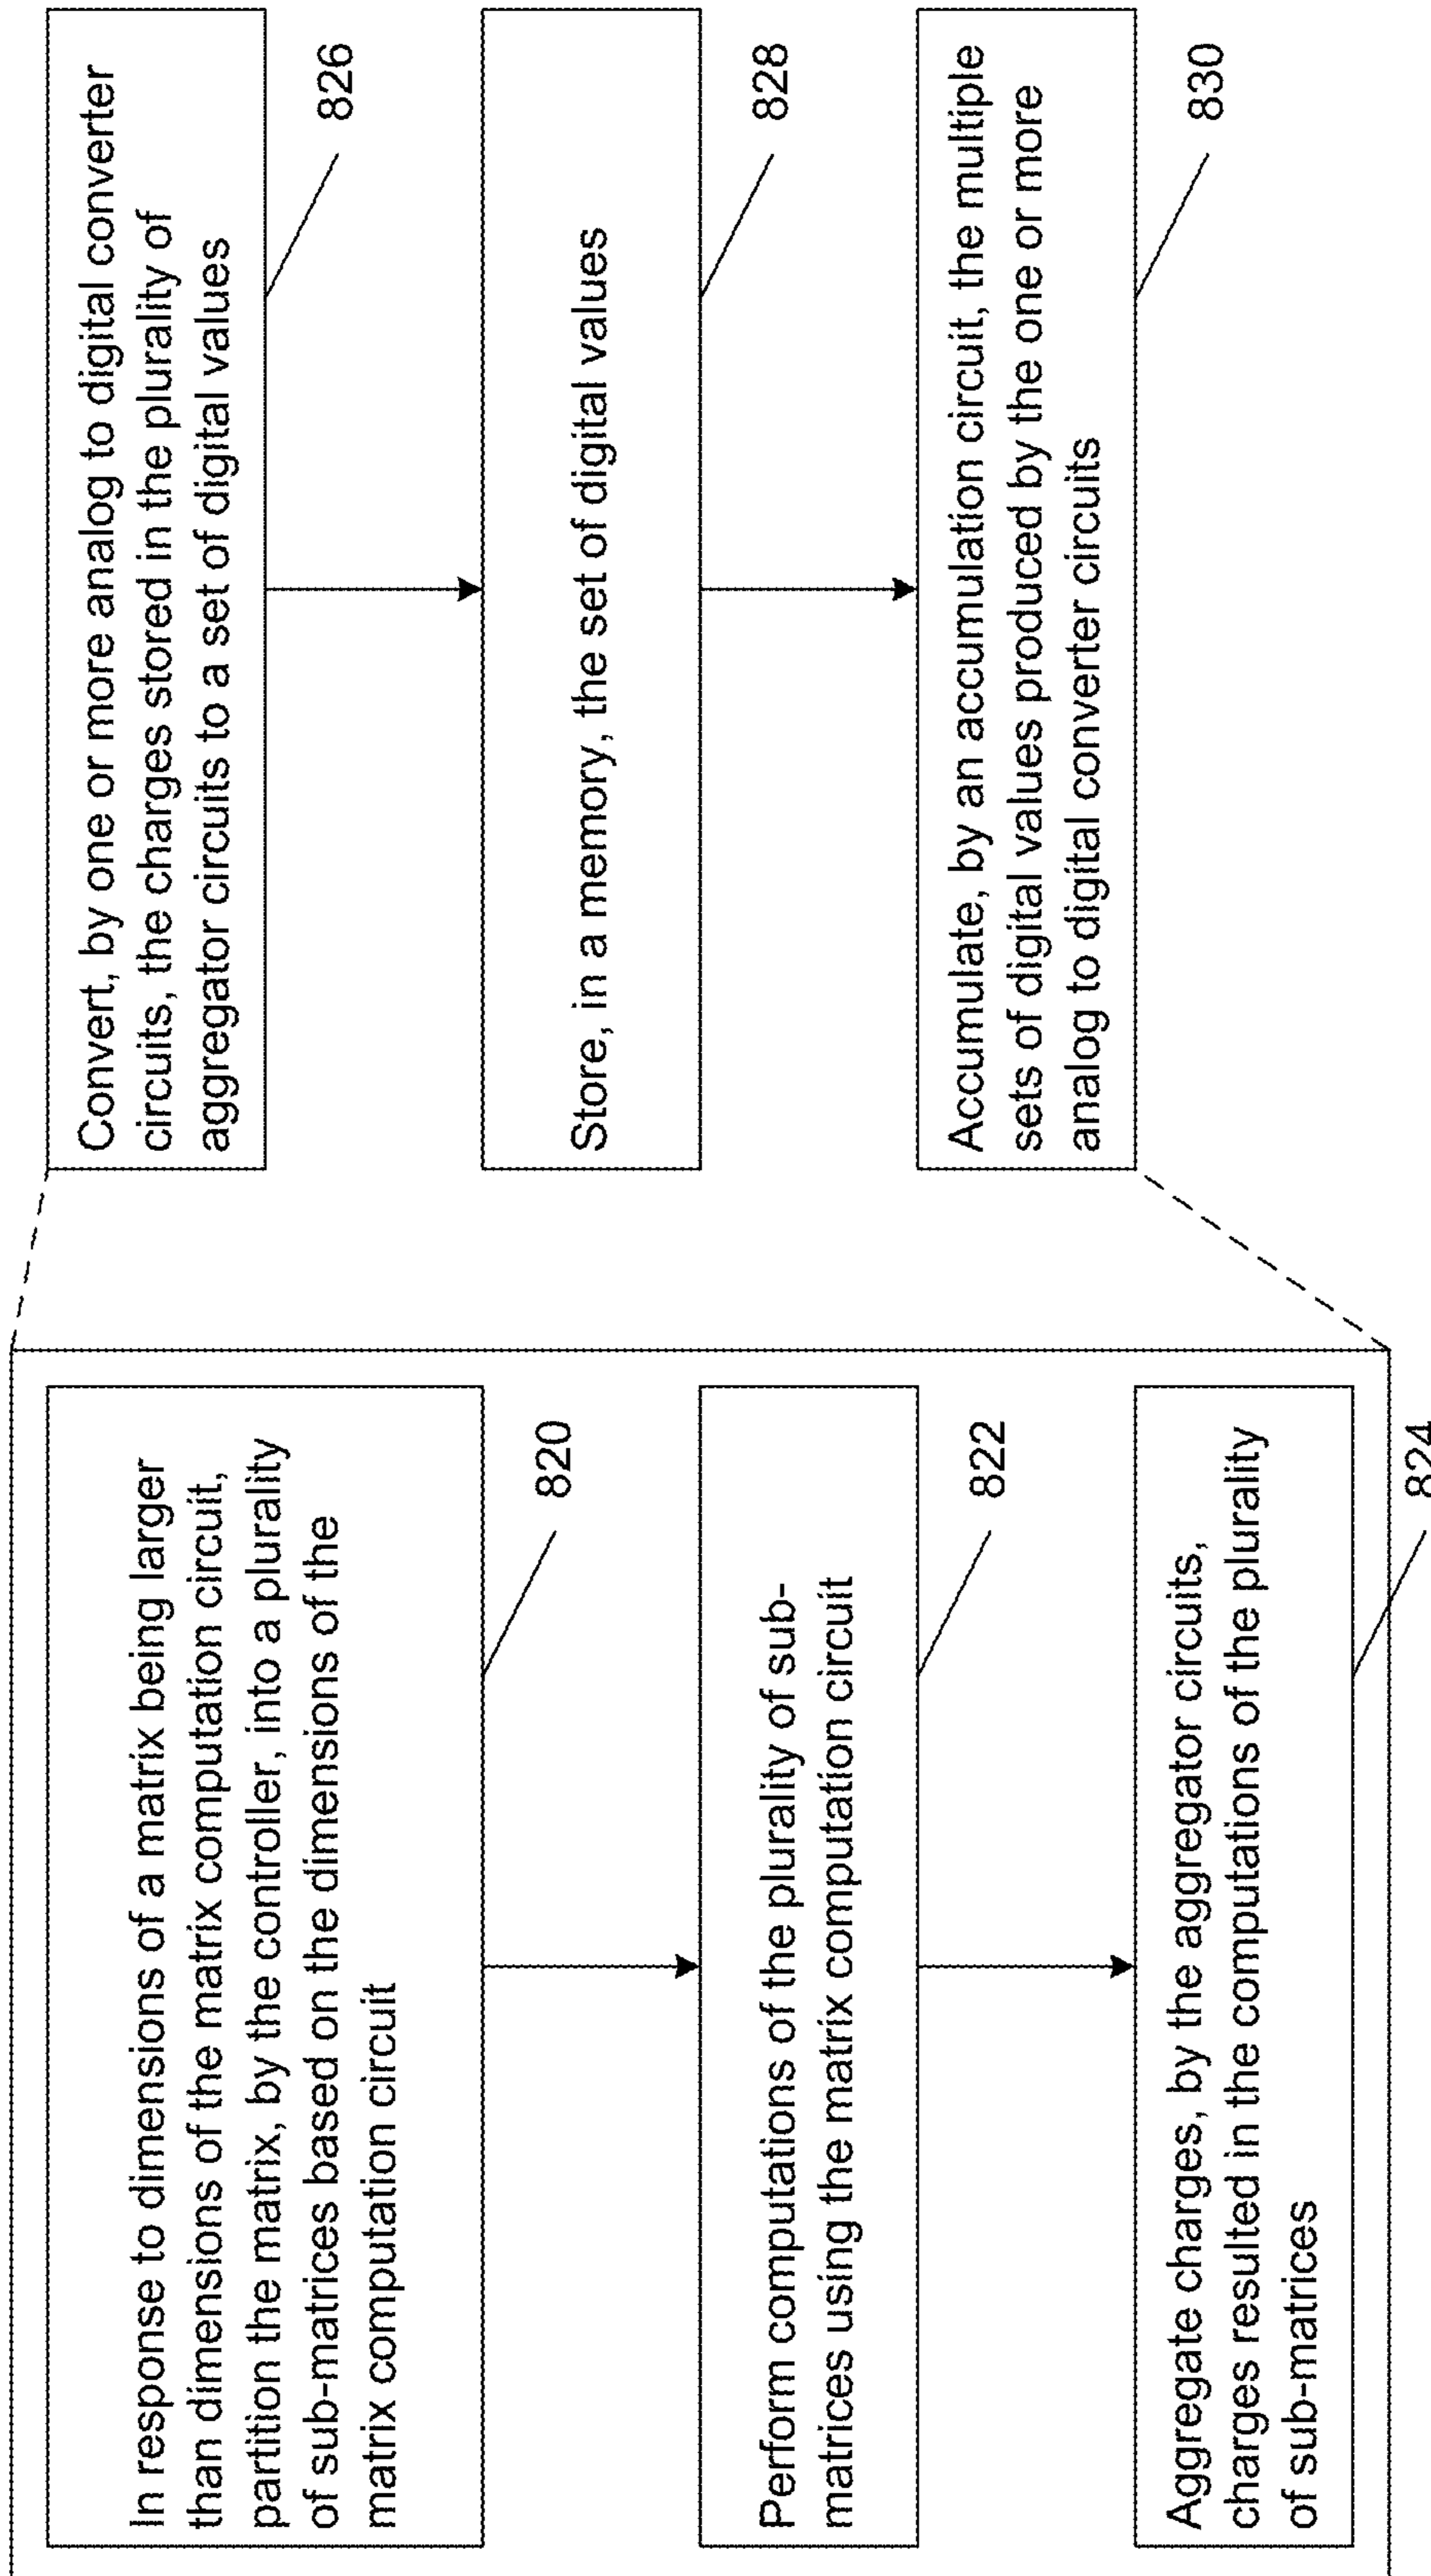 In response to dimensions of a matrix being larger
than dimensions of the matrix computation circuit,
partition the matrix, by the controller, into a plurality
of sub-matrices based on the dimensions of the
matrix computation circuit
820
Perform computations of the plurality of sub-
matrices using the matrix computation circuit
822
Aggregate charges, by the aggregator circuits,
charges resulted in the computations of the plurality
of sub-matrices
824
Convert, by one or more analog to digital converter
circuits, the charges stored in the plurality of
aggregator circuits to a set of digital values
826
Store, in a memory, the set of digital values
828
Accumulate, by an accumulation circuit, the multiple
sets of digital values produced by the one or more
analog to digital converter circuits
830